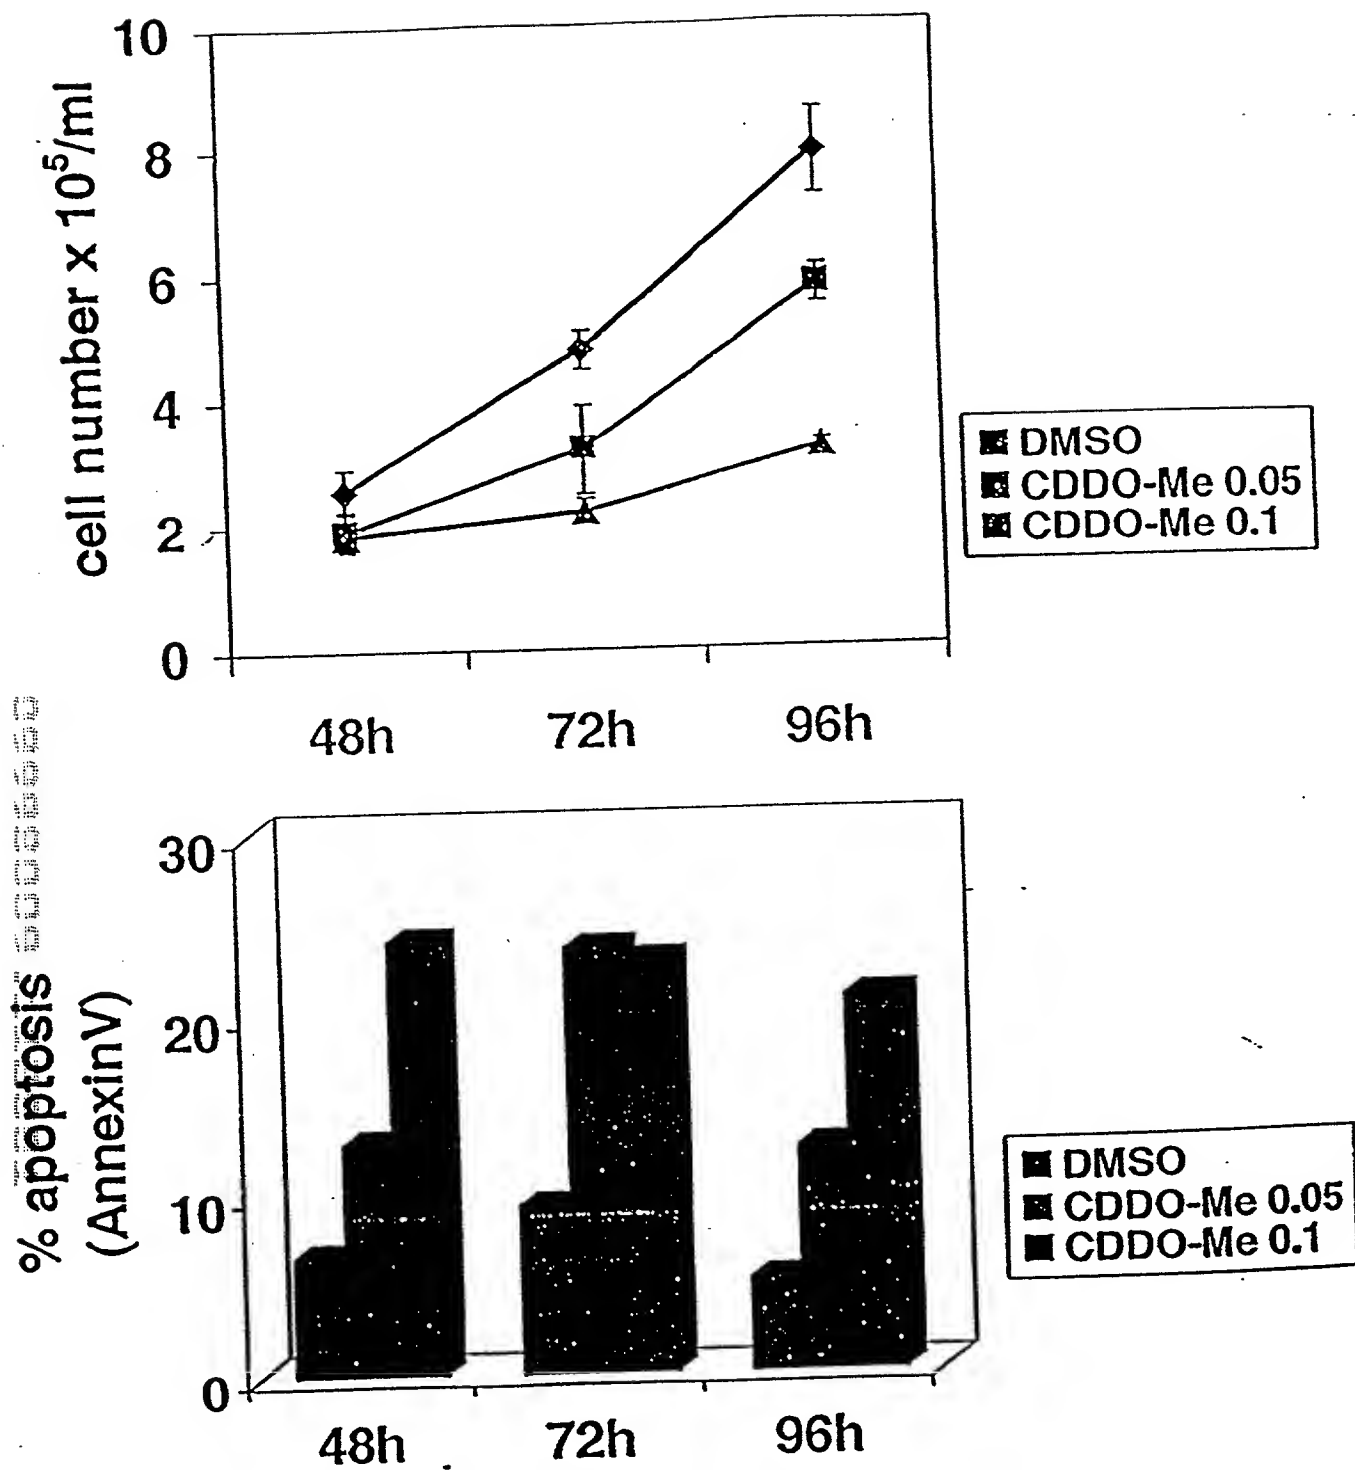 10
8
6
4
2
0
cell number x 10⁵/ml
48h 72h 96h
DMSO
CDDO-Me 0.05
CDDO-Me 0.1
30
20
10
0
% apoptosis
(AnnexinV)
48h 72h 96h
DMSO
CDDO-Me 0.05
CDDO-Me 0.1